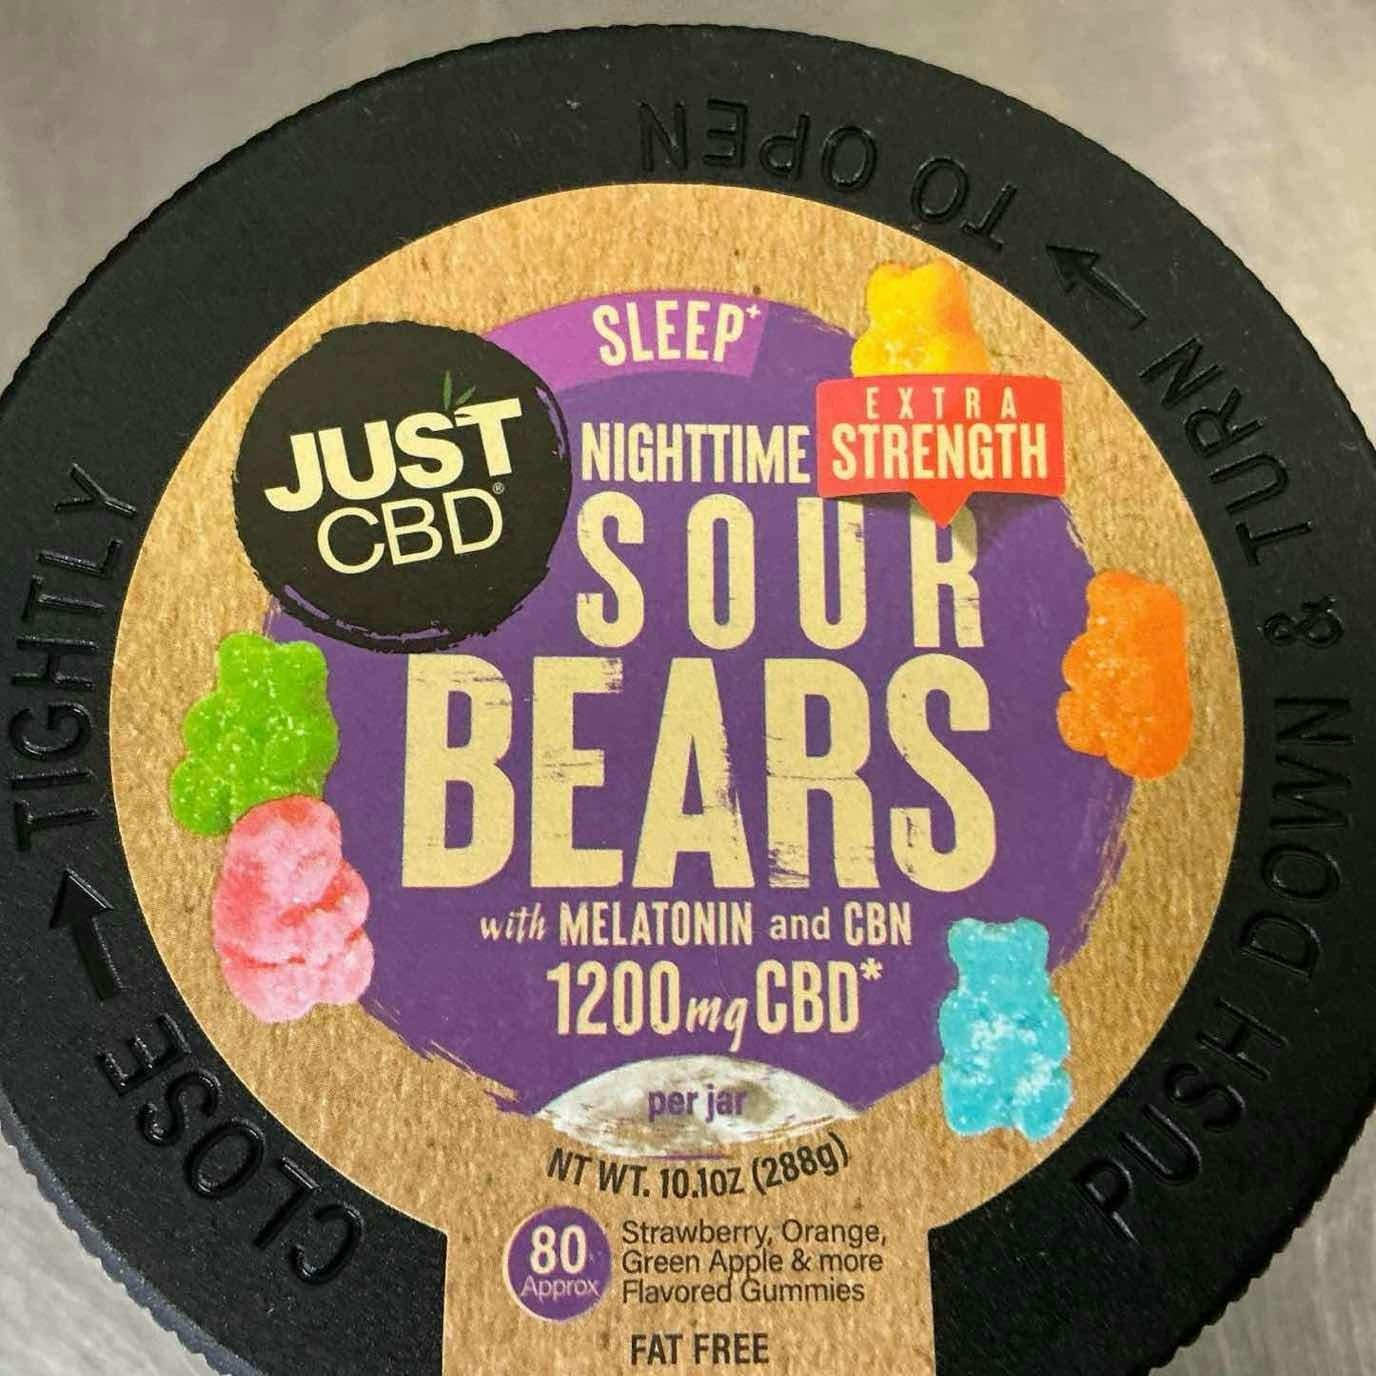 PUSH DOWN & TURN → TO OPEN
CLOSE → TIGHTLY
SLEEP+
JUST
CBD®
NIGHTTIME
EXTRA
STRENGTH
SOUR
BEARS
with MELATONIN and CBN
1200mg CBD*
per jar
NT WT. 10.1OZ (288g)
80
Approx
Strawberry, Orange,
Green Apple & more
Flavored Gummies
FAT FREE